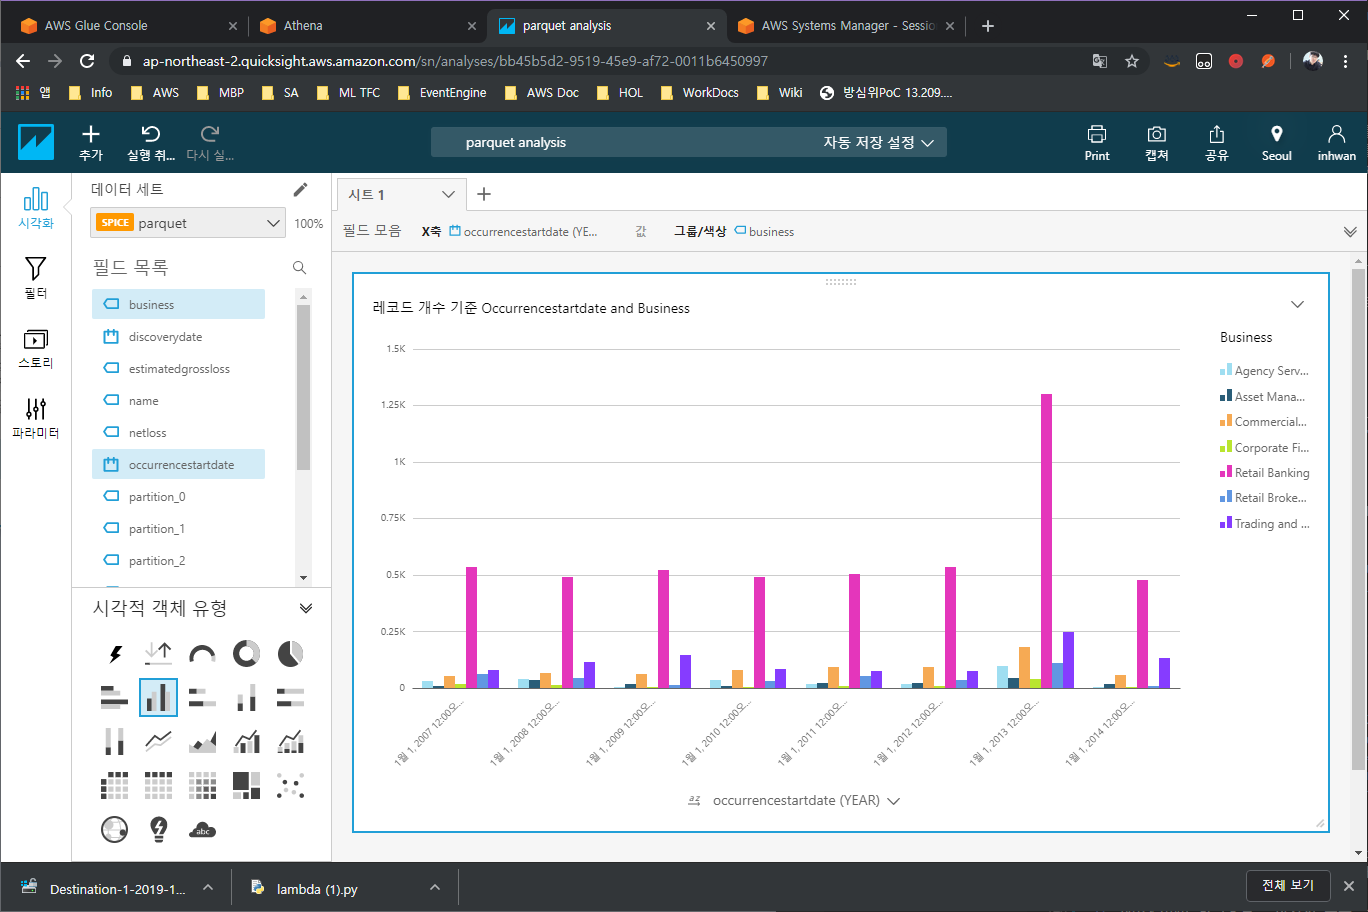 AWS Glue Console
Athena
parquet analysis
AWS Systems Manager - Sessio
ap-northeast-2.quicksight.aws.amazon.com/sn/analyses/bb45b5d2-9519-45e9-af72-0011b6450997
앱 Info AWS MBP SA ML TFC EventEngine AWS Doc HOL WorkDocs Wiki 방심위PoC 13.209....
추가 실행 취... 다시 실...
parquet analysis 자동 저장 설정
Print 캡처 공유 Seoul inhwan
시각화
필터
스토리
파라미터
데이터 세트
SPICE parquet 100%
필드 목록
business
discoverydate
estimatedgrossloss
name
netloss
occurrencestartdate
partition_0
partition_1
partition_2
시각적 객체 유형
abc
시트 1
필드 모음 X축 occurrencestartdate (YE... 값 그룹/색상 business
레코드 개수 기준 Occurrencestartdate and Business
1.5K
1.25K
1K
0.75K
0.5K
0.25K
0
1월 1, 2007 12:00오...
1월 1, 2008 12:00오...
1월 1, 2009 12:00오...
1월 1, 2010 12:00오...
1월 1, 2011 12:00오...
1월 1, 2012 12:00오...
1월 1, 2013 12:00오...
1월 1, 2014 12:00오...
occurrencestartdate (YEAR)
Business
Agency Serv...
Asset Mana...
Commercial...
Corporate Fi...
Retail Banking
Retail Broke...
Trading and ...
Destination-1-2019-1...
lambda (1).py
전체 보기